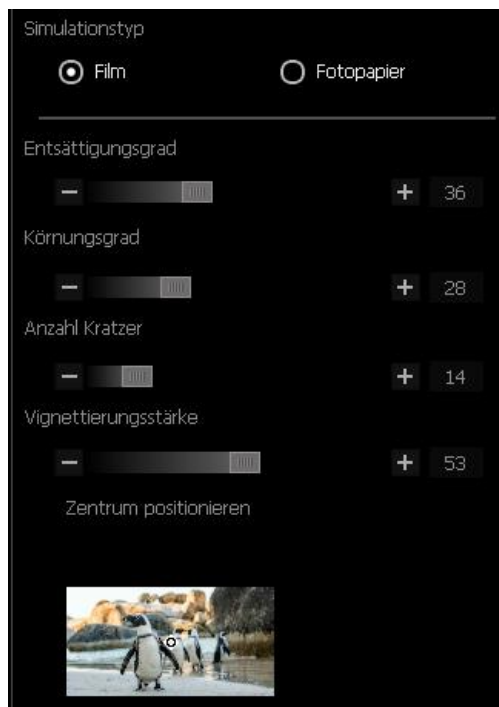 Simulationstyp
Film Fotopapier
Entsättigungsgrad
36
Körnungsgrad
28
Anzahl Kratzer
14
Vignettierungsstärke
53
Zentrum positionieren